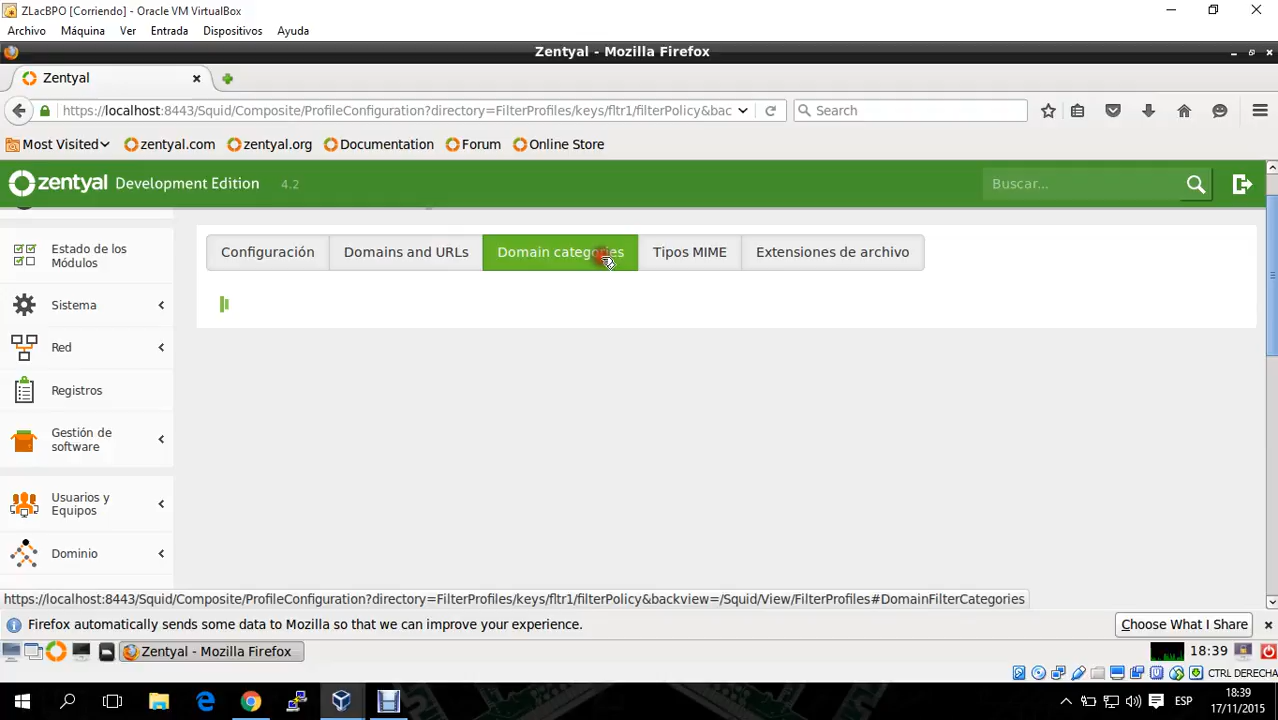 ZLacBPO [Corriendo] - Oracle VM VirtualBox
Archivo Máquina Ver Entrada Dispositivos Ayuda
Zentyal - Mozilla Firefox
Zentyal
https://localhost:8443/Squid/Composite/ProfileConfiguration?directory=FilterProfiles/keys/fltr1/filterPolicy&bac
Search
Most Visited zentyal.com zentyal.org Documentation Forum Online Store
zentyal Development Edition 4.2
Buscar...
Configuración Domains and URLs Domain categories Tipos MIME Extensiones de archivo
Estado de los
Módulos
Sistema
Red
Registros
Gestión de
software
Usuarios y
Equipos
Dominio
https://localhost:8443/Squid/Composite/ProfileConfiguration?directory=FilterProfiles/keys/fltr1/filterPolicy&backview=/Squid/View/FilterProfiles#DomainFilterCategories
Firefox automatically sends some data to Mozilla so that we can improve your experience.
Choose What I Share
Zentyal - Mozilla Firefox
18:39
CTRL DERECHA
ESP
18:39
17/11/2015